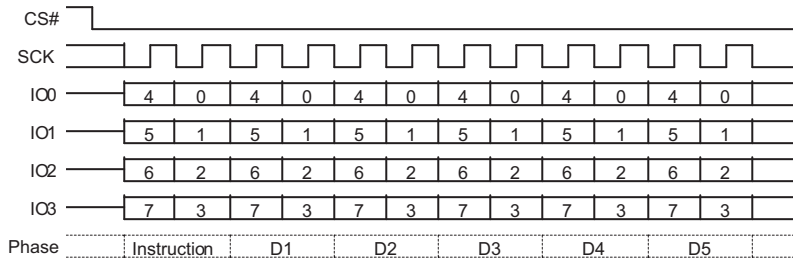 CS#
SCK
IO0 4 0 4 0 4 0 4 0 4 0 4 0
IO1 5 1 5 1 5 1 5 1 5 1 5 1
IO2 6 2 6 2 6 2 6 2 6 2 6 2
IO3 7 3 7 3 7 3 7 3 7 3 7 3
Phase Instruction D1 D2 D3 D4 D5